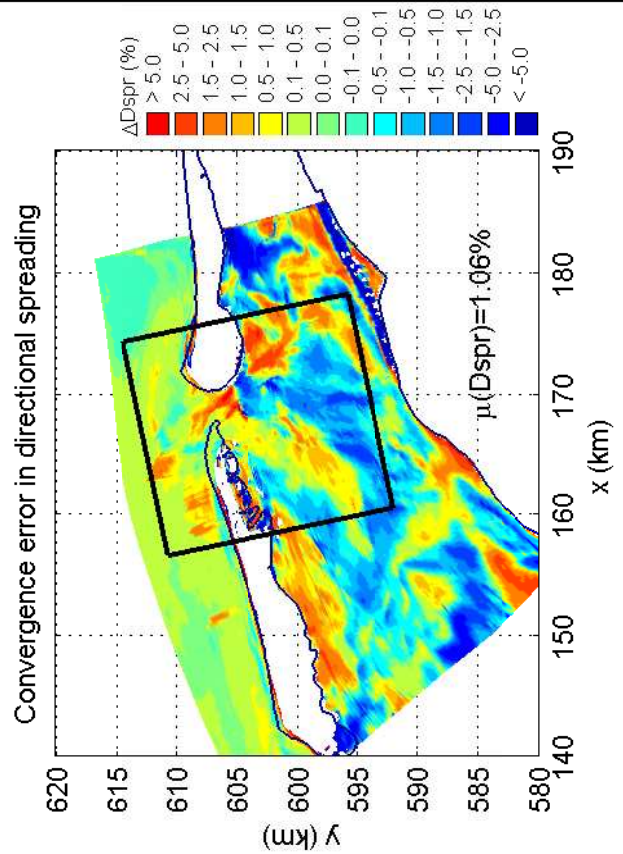 Convergence error in directional spreading
ΔDspr (%)
> 5.0
2.5 - 5.0
1.5 - 2.5
1.0 - 1.5
0.5 - 1.0
0.1 - 0.5
0.0 - 0.1
-0.1 - 0.0
-0.5 - -0.1
-1.0 - -0.5
-1.5 - -1.0
-2.5 - -1.5
-5.0 - -2.5
< -5.0
620
615
610
605
600
595
590
585
580
y (km)
μ(Dspr)=1.06%
140
150
160
170
180
190
x (km)